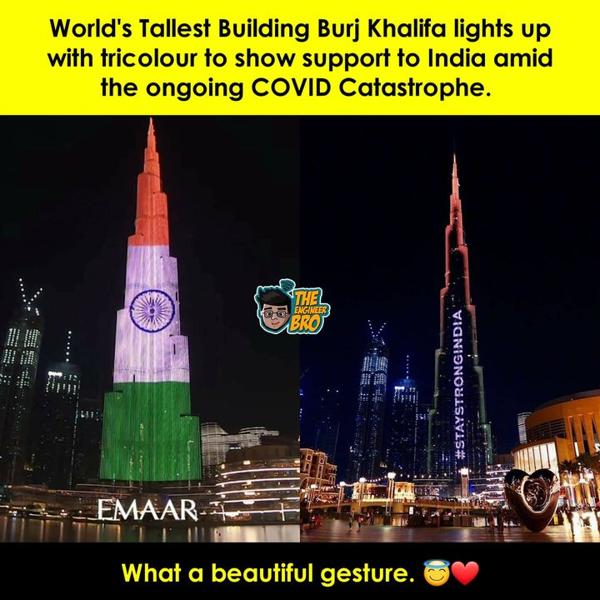 World's Tallest Building Burj Khalifa lights up
with tricolour to show support to India amid
the ongoing COVID Catastrophe.
EMAAR
THE
ENGINEER
BRO
#STAYSTRONGINDIA
What a beautiful gesture. 😇❤️